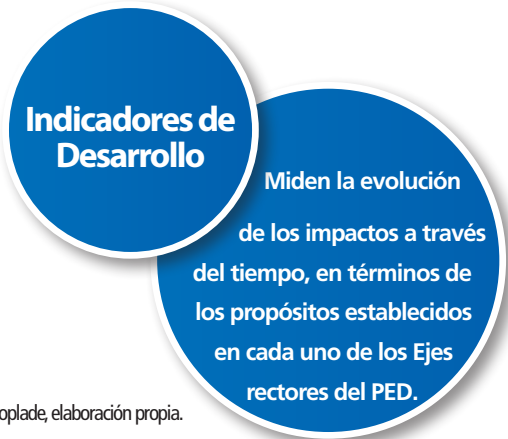 Indicadores de
Desarrollo
Miden la evolución
de los impactos a través
del tiempo, en términos de
los propósitos establecidos
en cada uno de los Ejes
rectores del PED.
elaboración propia.